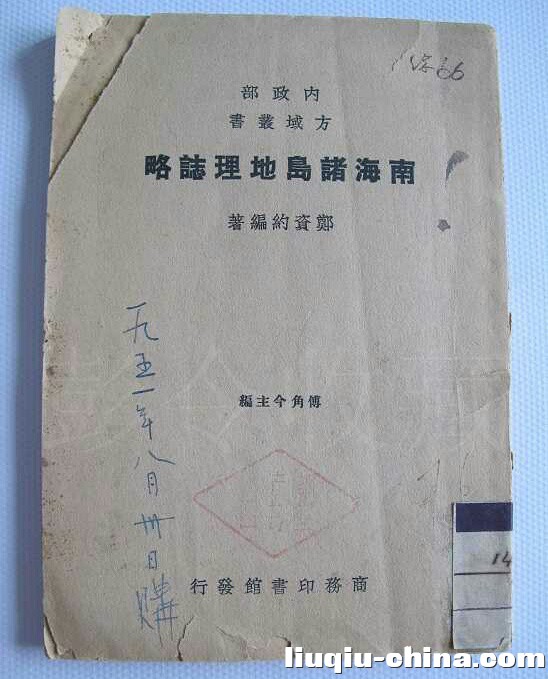 內政部
方域叢書
南海諸島地理誌略
鄭資約編著
傅角今主編
商務印書館發行
一九五一年八月卅日購
14
liuqiu-china.com